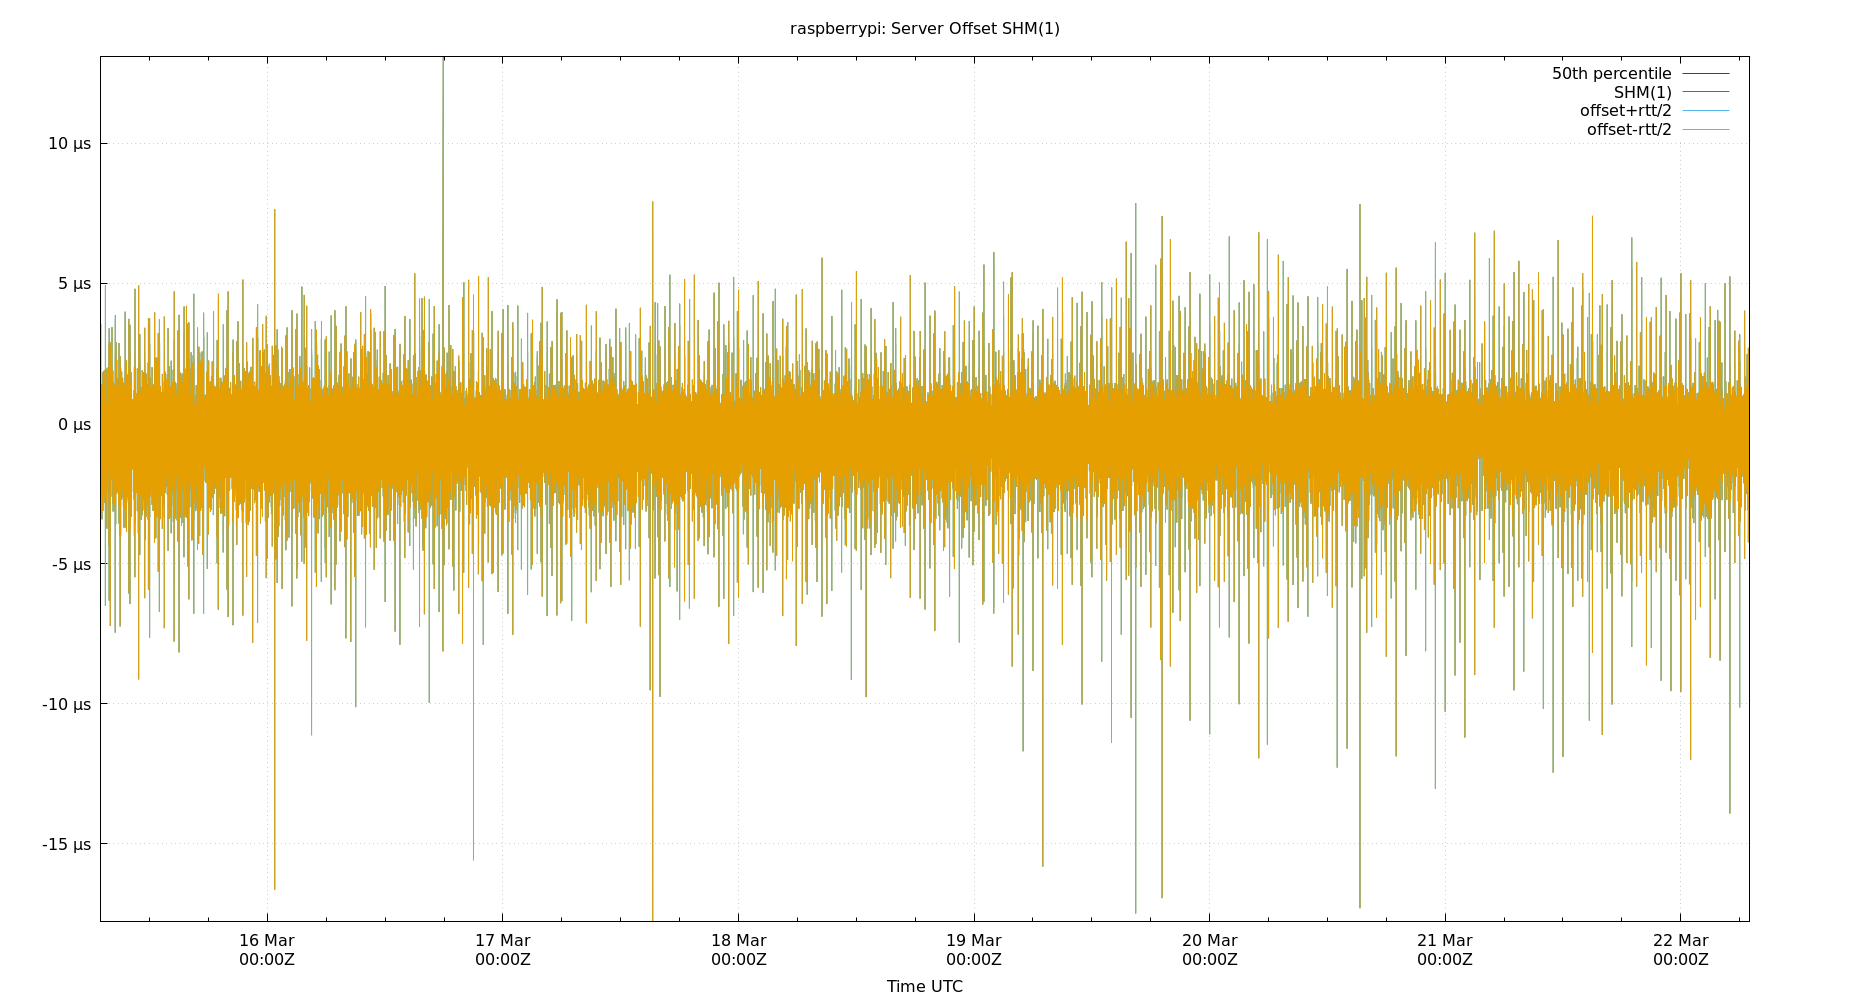 raspberrypi: Server Offset SHM(1)
50th percentile
SHM(1)
offset+rtt/2
offset-rtt/2
10 µs
5 µs
0 µs
-5 µs
-10 µs
-15 µs
16 Mar 17 Mar 18 Mar 19 Mar 20 Mar 21 Mar 22 Mar
00:00Z 00:00Z 00:00Z 00:00Z 00:00Z 00:00Z 00:00Z
Time UTC